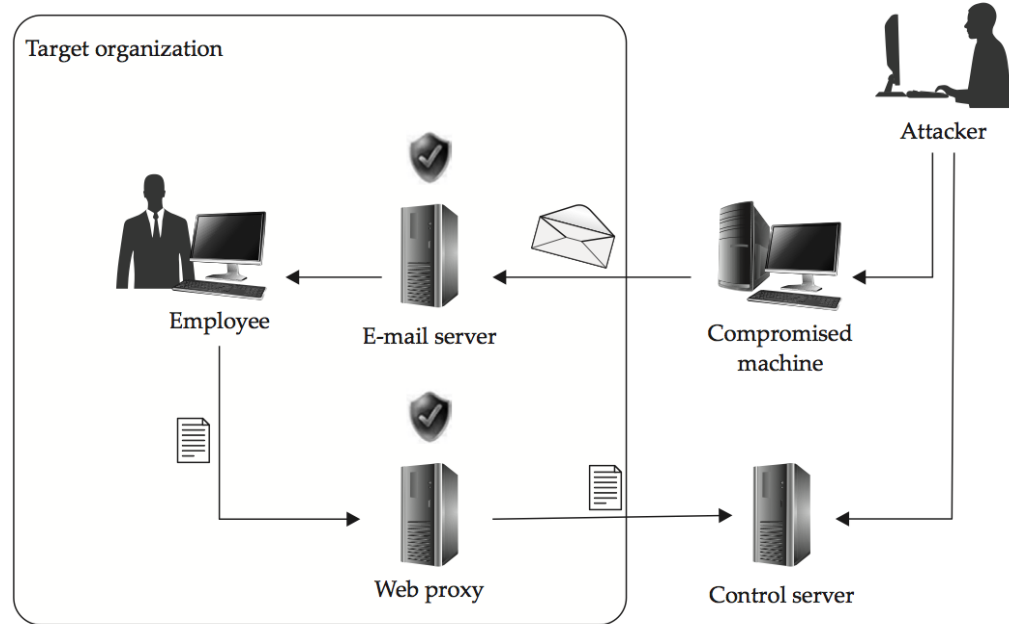 Target organization
Attacker
Employee
E-mail server
Compromised
machine
Web proxy
Control server